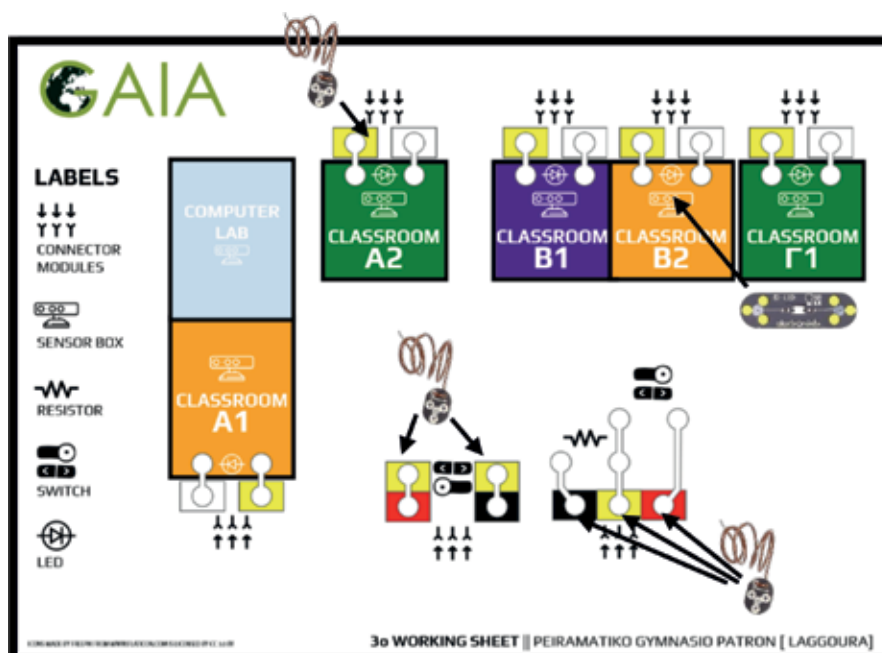 GAIA
LABELS
CONNECTOR
MODULES
SENSOR BOX
RESISTOR
SWITCH
LED
COMPUTER
LAB
CLASSROOM
A1
CLASSROOM
A2
CLASSROOM
B1
CLASSROOM
B2
CLASSROOM
Γ1
3ο WORKING SHEET || PEIRAMATIKO GYMNASIO PATRON [ LAGGOURA]